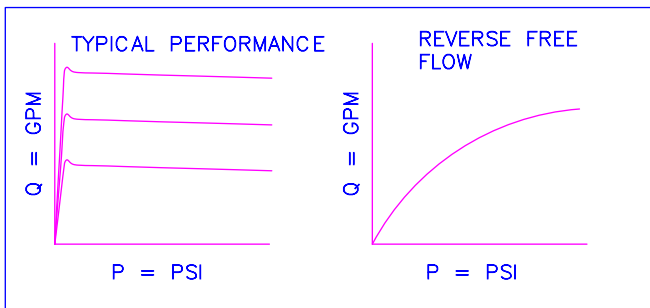 TYPICAL PERFORMANCE
Q = GPM
P = PSI
REVERSE FREE
FLOW
Q = GPM
P = PSI